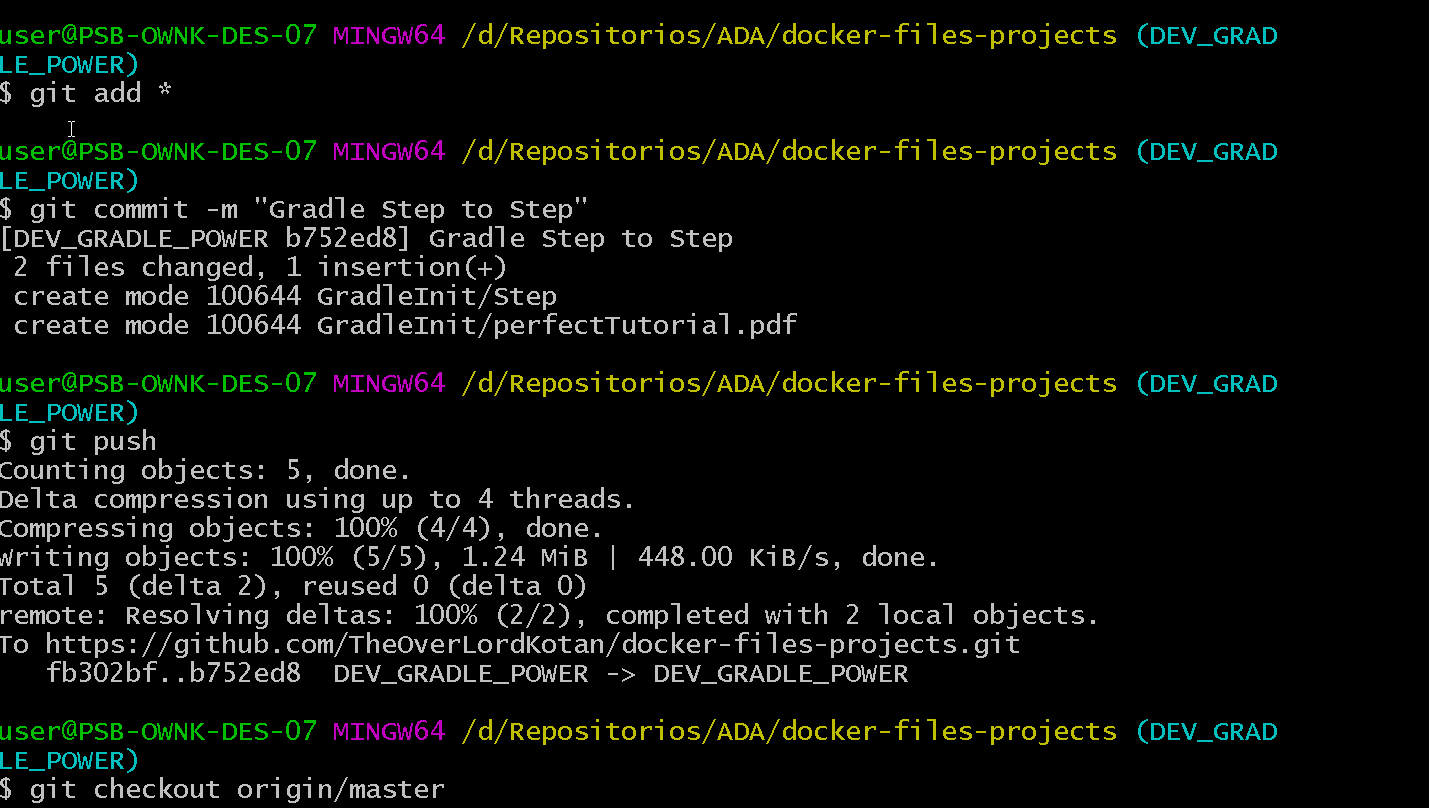 user@PSB-OWNK-DES-07 MINGW64 /d/Repositorios/ADA/docker-files-projects (DEV_GRAD
LE_POWER)
$ git add *
user@PSB-OWNK-DES-07 MINGW64 /d/Repositorios/ADA/docker-files-projects (DEV_GRAD
LE_POWER)
$ git commit -m "Gradle Step to Step"
[DEV_GRADLE_POWER b752ed8] Gradle Step to Step
 2 files changed, 1 insertion(+)
 create mode 100644 GradleInit/Step
 create mode 100644 GradleInit/perfectTutorial.pdf
user@PSB-OWNK-DES-07 MINGW64 /d/Repositorios/ADA/docker-files-projects (DEV_GRAD
LE_POWER)
$ git push
Counting objects: 5, done.
Delta compression using up to 4 threads.
Compressing objects: 100% (4/4), done.
Writing objects: 100% (5/5), 1.24 MiB | 448.00 KiB/s, done.
Total 5 (delta 2), reused 0 (delta 0)
remote: Resolving deltas: 100% (2/2), completed with 2 local objects.
To https://github.com/TheOverLordKotan/docker-files-projects.git
   fb302bf..b752ed8  DEV_GRADLE_POWER -> DEV_GRADLE_POWER
user@PSB-OWNK-DES-07 MINGW64 /d/Repositorios/ADA/docker-files-projects (DEV_GRAD
LE_POWER)
$ git checkout origin/master